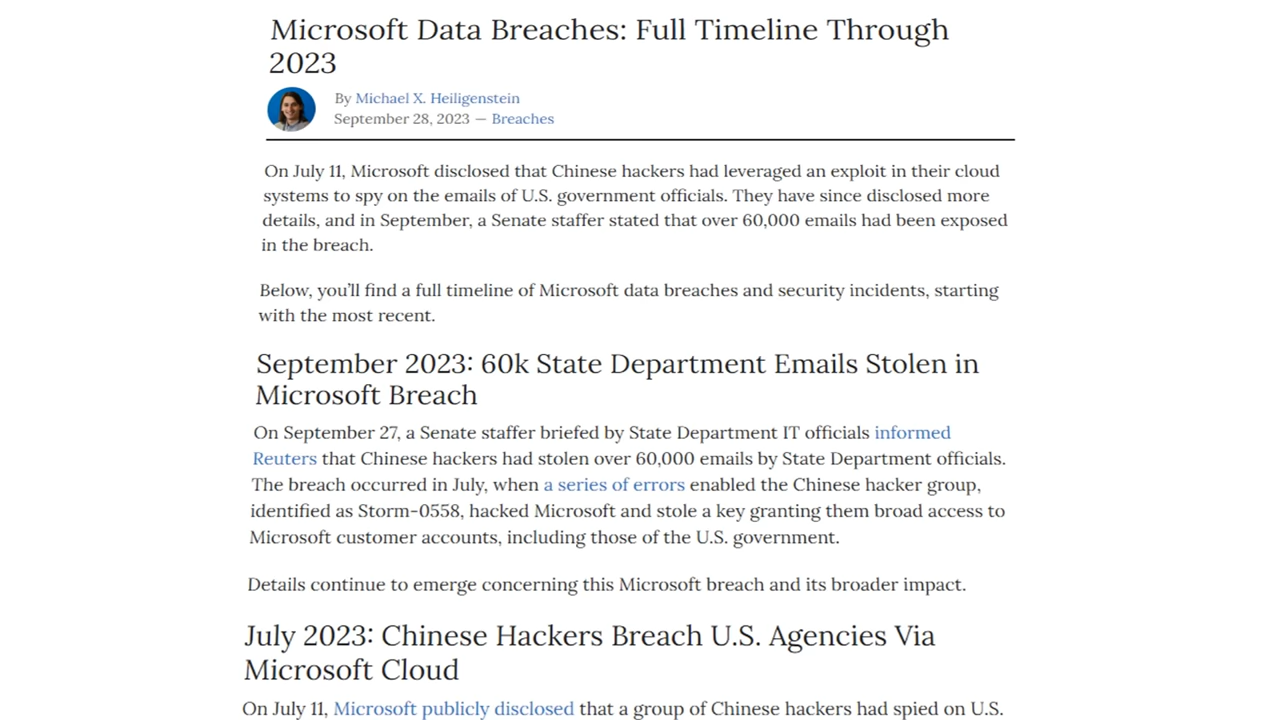 Microsoft Data Breaches: Full Timeline Through
2023
By Michael X. Heiligenstein
September 28, 2023 — Breaches
On July 11, Microsoft disclosed that Chinese hackers had leveraged an exploit in their cloud
systems to spy on the emails of U.S. government officials. They have since disclosed more
details, and in September, a Senate staffer stated that over 60,000 emails had been exposed
in the breach.
Below, you’ll find a full timeline of Microsoft data breaches and security incidents, starting
with the most recent.
September 2023: 60k State Department Emails Stolen in
Microsoft Breach
On September 27, a Senate staffer briefed by State Department IT officials informed
Reuters that Chinese hackers had stolen over 60,000 emails by State Department officials.
The breach occurred in July, when a series of errors enabled the Chinese hacker group,
identified as Storm-0558, hacked Microsoft and stole a key granting them broad access to
Microsoft customer accounts, including those of the U.S. government.
Details continue to emerge concerning this Microsoft breach and its broader impact.
July 2023: Chinese Hackers Breach U.S. Agencies Via
Microsoft Cloud
On July 11, Microsoft publicly disclosed that a group of Chinese hackers had spied on U.S.